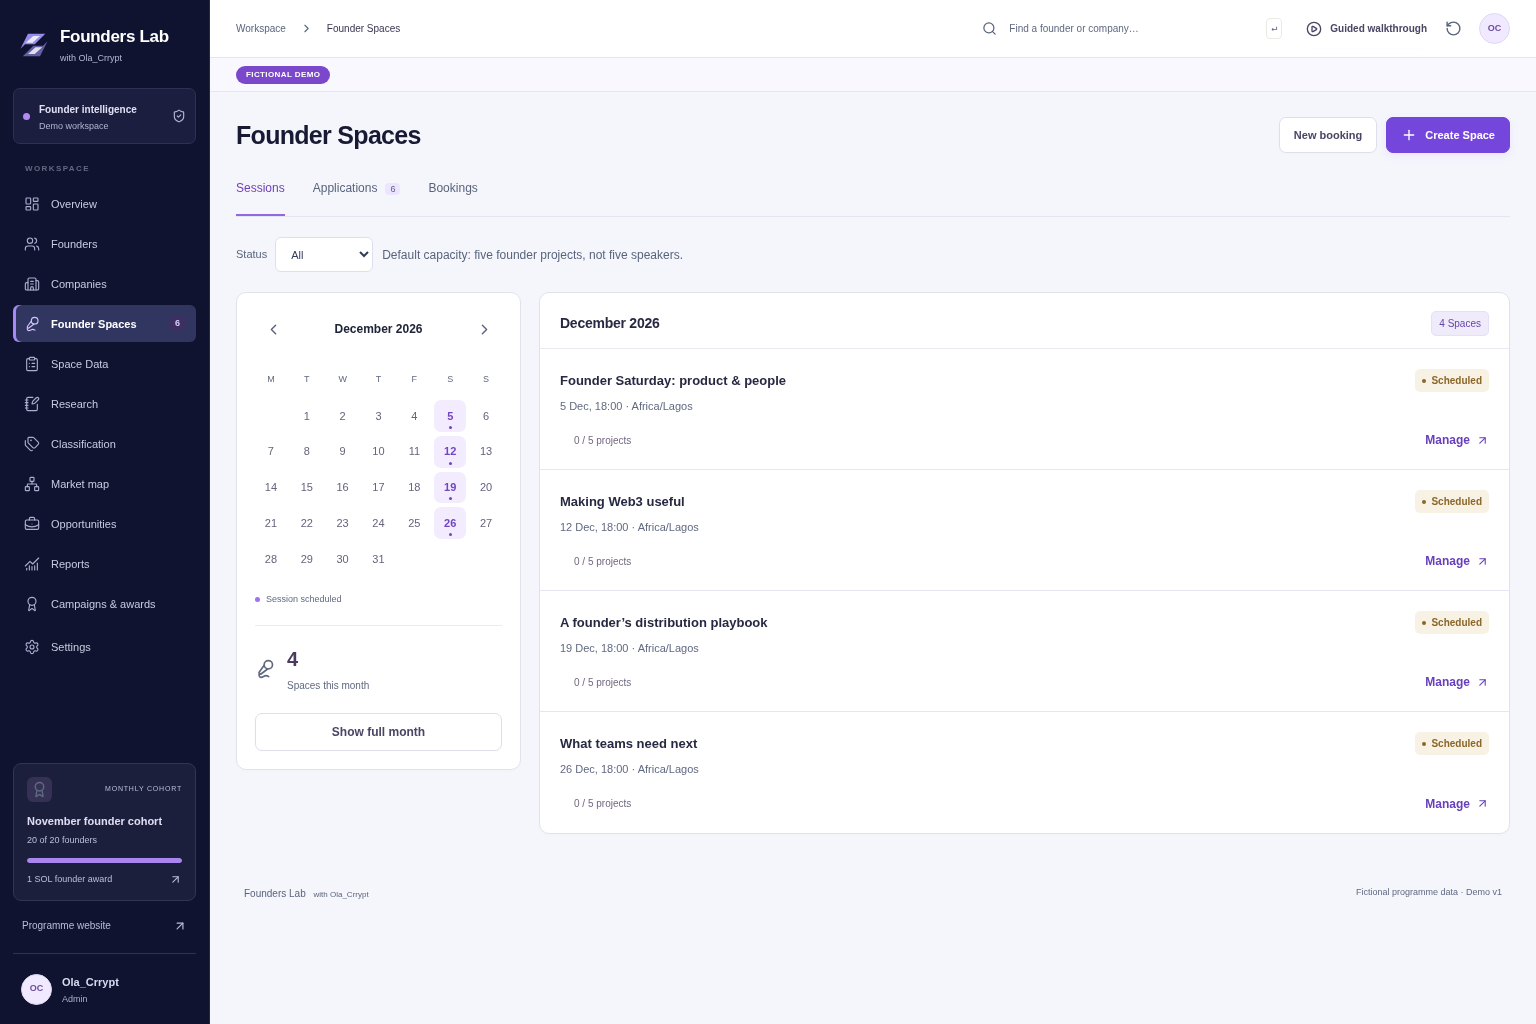 Founders Lab
with Ola_Crrypt
Founder intelligence
Demo workspace
WORKSPACE
Overview
Founders
Companies
Founder Spaces 6
Space Data
Research
Classification
Market map
Opportunities
Reports
Campaigns & awards
Settings
MONTHLY COHORT
November founder cohort
20 of 20 founders
1 SOL founder award
Programme website
OC
Ola_Crrypt
Admin
Workspace
Founder Spaces
Find a founder or company…
↵
Guided walkthrough
OC
FICTIONAL DEMO
Founder Spaces
New booking
Create Space
Sessions
Applications 6
Bookings
Status
All
Default capacity: five founder projects, not five speakers.
December 2026
M T W T F S S
1 2 3 4 5 6
7 8 9 10 11 12 13
14 15 16 17 18 19 20
21 22 23 24 25 26 27
28 29 30 31
Session scheduled
4
Spaces this month
Show full month
December 2026
4 Spaces
Founder Saturday: product & people
Scheduled
5 Dec, 18:00 · Africa/Lagos
0 / 5 projects
Manage
Making Web3 useful
Scheduled
12 Dec, 18:00 · Africa/Lagos
0 / 5 projects
Manage
A founder’s distribution playbook
Scheduled
19 Dec, 18:00 · Africa/Lagos
0 / 5 projects
Manage
What teams need next
Scheduled
26 Dec, 18:00 · Africa/Lagos
0 / 5 projects
Manage
Founders Lab with Ola_Crrypt
Fictional programme data · Demo v1